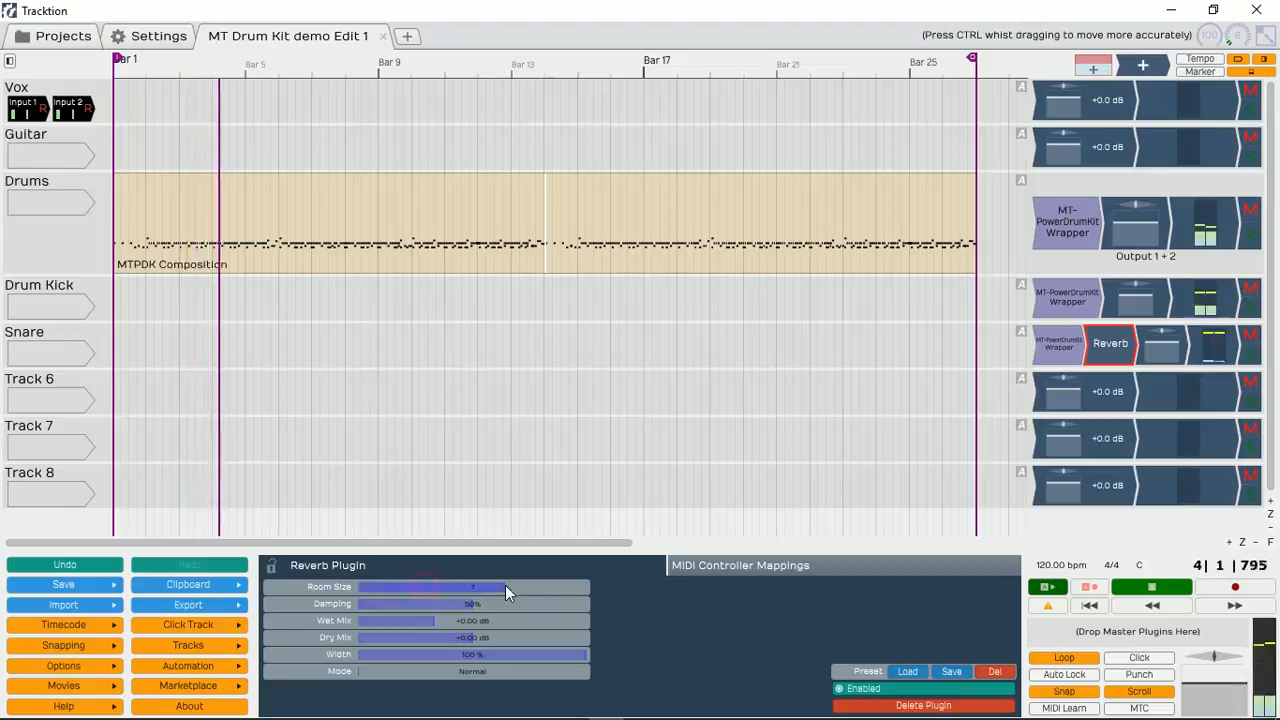 Tracktion
Projects
Settings
MT Drum Kit demo Edit 1
(Press CTRL whist dragging to move more accurately)
100
6
Bar 1
Bar 5
Bar 9
Bar 13
Bar 17
Bar 21
Bar 25
Tempo
Marker
Vox
Input 1
R
Input 2
R
A
+0.0 dB
M
S
Guitar
A
+0.0 dB
M
S
Drums
A
MTPDK Composition
MT-
PowerDrumKit
Wrapper
M
S
Output 1 + 2
Drum Kick
A
MT-PowerDrumKit
Wrapper
M
S
Snare
A
MT-PowerDrumKit
Wrapper
Reverb
M
S
Track 6
A
+0.0 dB
M
S
Track 7
A
+0.0 dB
M
S
Track 8
A
+0.0 dB
M
S
+
Z
-
+ Z - F
Undo
Redo
Save
Clipboard
Import
Export
Timecode
Click Track
Snapping
Tracks
Options
Automation
Movies
Marketplace
Help
About
Reverb Plugin
MIDI Controller Mappings
Room Size
7
Damping
50%
Wet Mix
+0.00 dB
Dry Mix
+0.00 dB
Width
100 %
Mode
Normal
Preset
Load
Save
Del
Enabled
Delete Plugin
120.00 bpm
4/4
C
4| 1 |795
A
A
(Drop Master Plugins Here)
Loop
Click
Auto Lock
Punch
Snap
Scroll
MIDI Learn
MTC